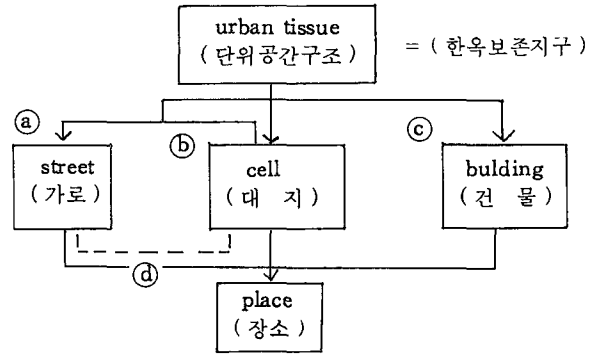 urban tissue
(단위공간구조)
= (한옥보존지구)
ⓐ
ⓑ
ⓒ
street
(가로)
cell
(대 지)
bulding
(건 물)
ⓓ
place
(장소)